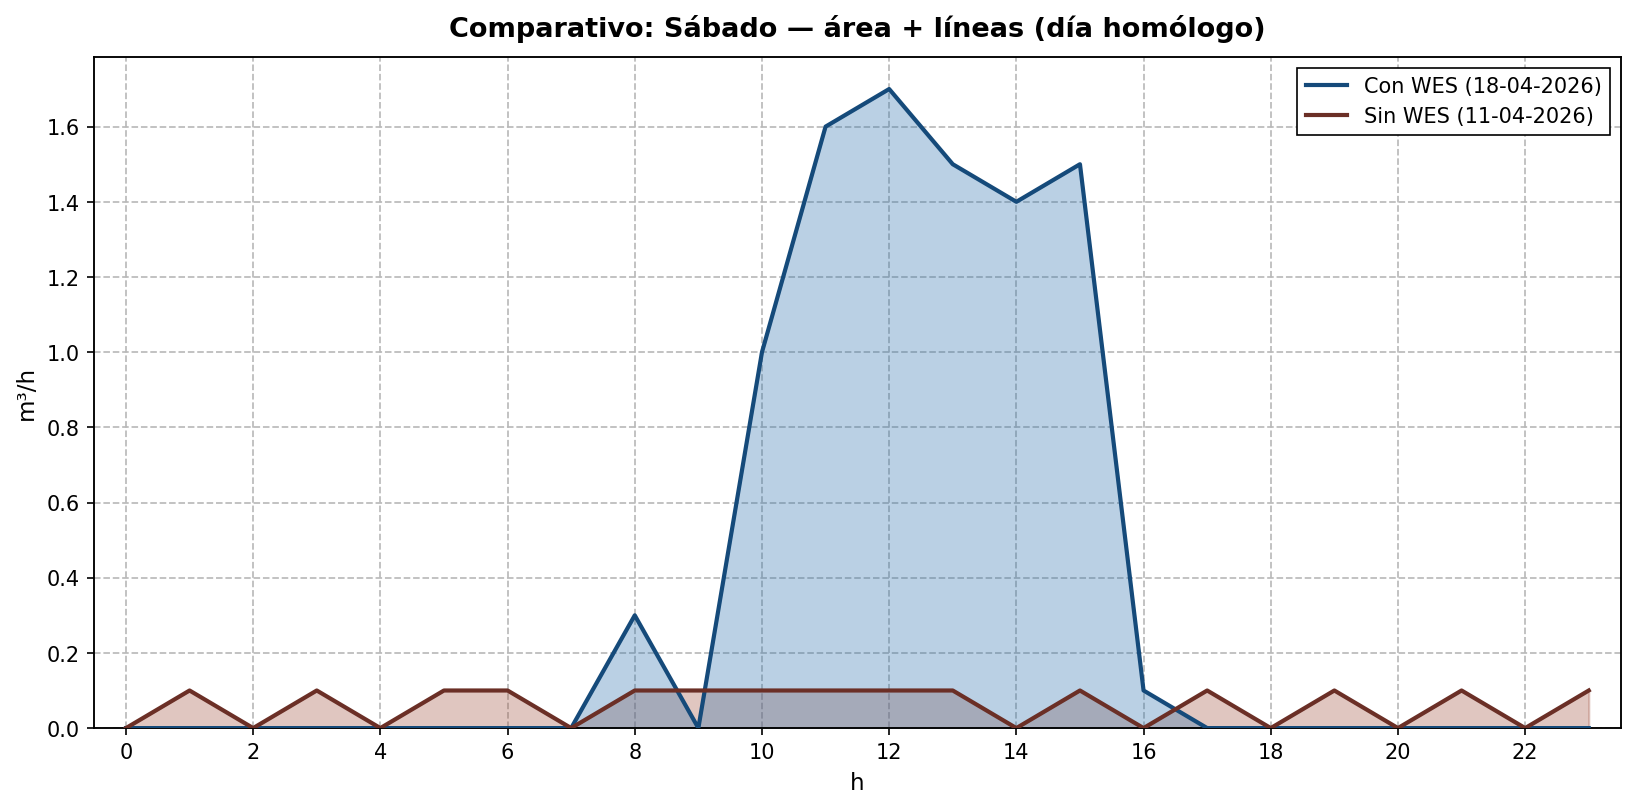 Comparativo: Sábado — área + líneas (día homólogo)
Con WES (18-04-2026)
Sin WES (11-04-2026)
m³/h
1.6
1.4
1.2
1.0
0.8
0.6
0.4
0.2
0.0
0 2 4 6 8 10 12 14 16 18 20 22
h